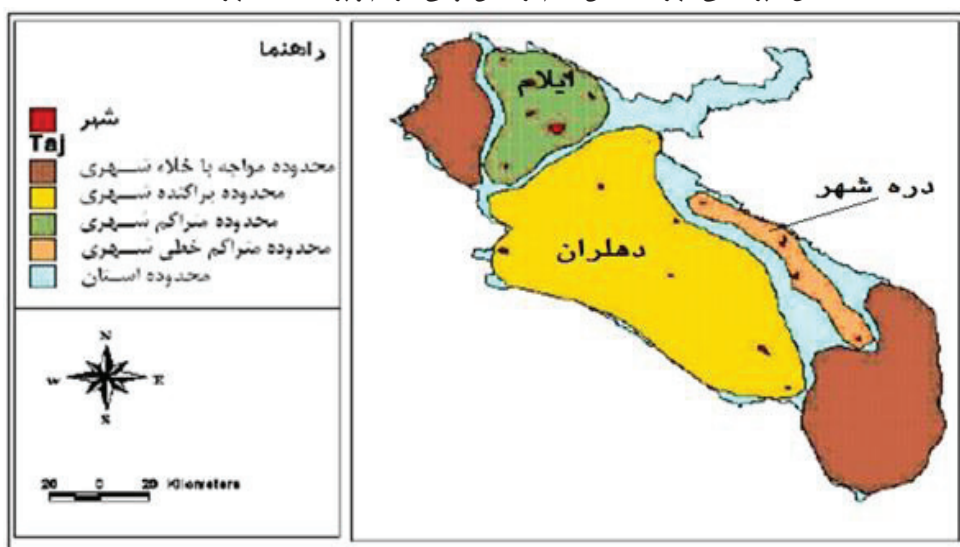 راهنما
شهر
Taj
محدوده مواجه با خلاء شهری
محدوده پراکنده شهری
محدوده متراکم شهری
محدوده متراکم خطی شهری
محدوده استان
N
W E
S
20 0 20 Kilometers
ایلام
دره شهر
دهلران